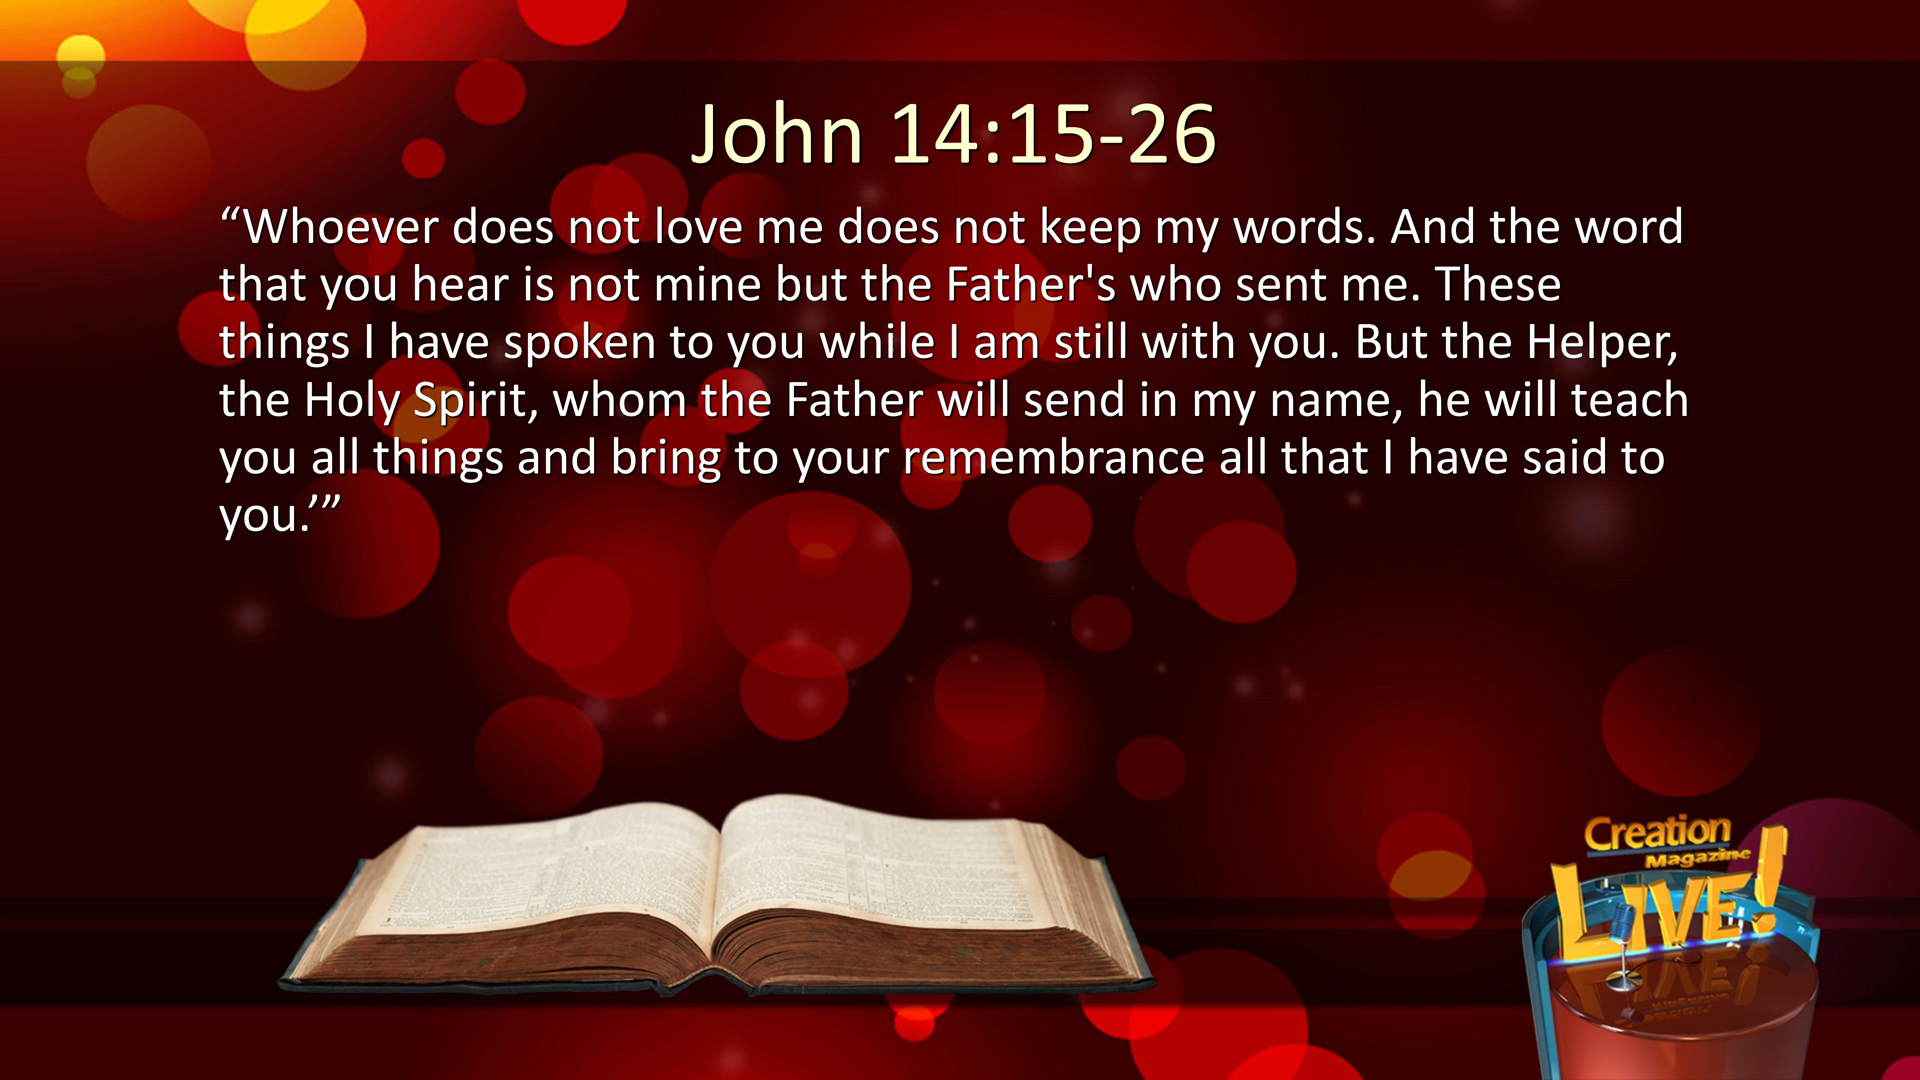 John 14:15-26
“Whoever does not love me does not keep my words. And the word
that you hear is not mine but the Father's who sent me. These
things I have spoken to you while I am still with you. But the Helper,
the Holy Spirit, whom the Father will send in my name, he will teach
you all things and bring to your remembrance all that I have said to
you.’”
Creation
Magazine
LIVE!